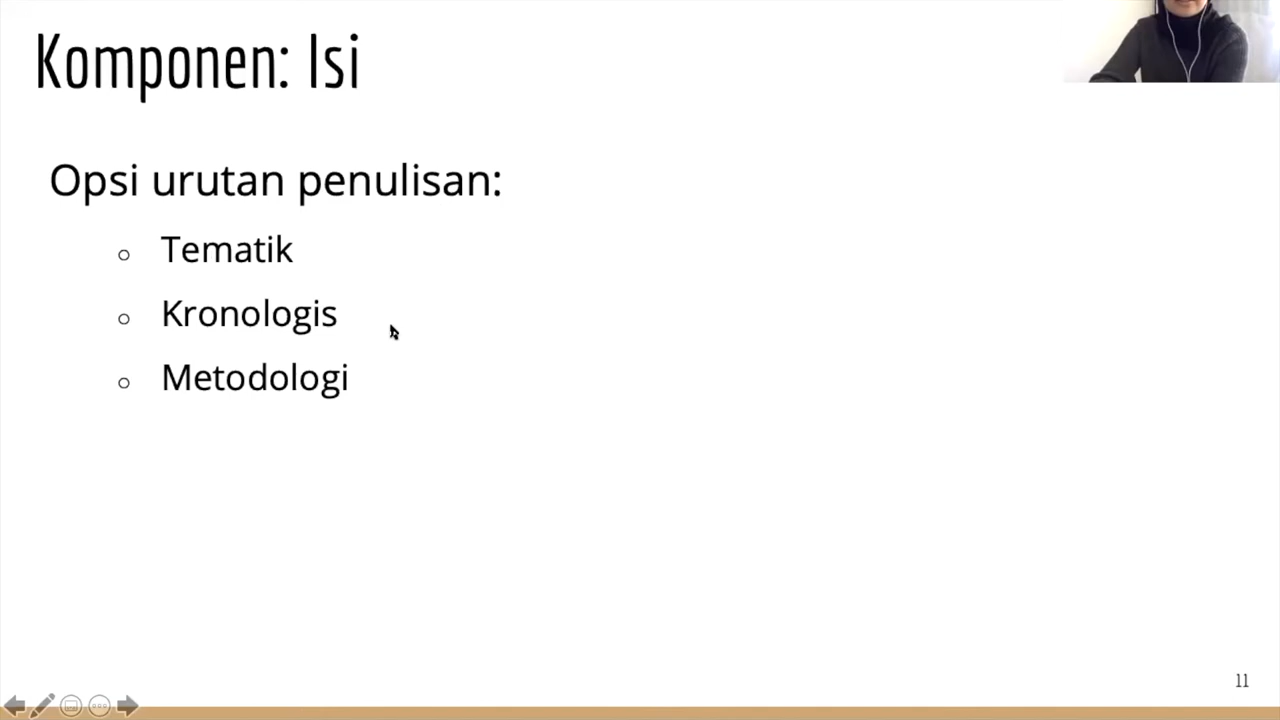 Komponen: Isi
Opsi urutan penulisan:
Tematik
Kronologis
Metodologi
11